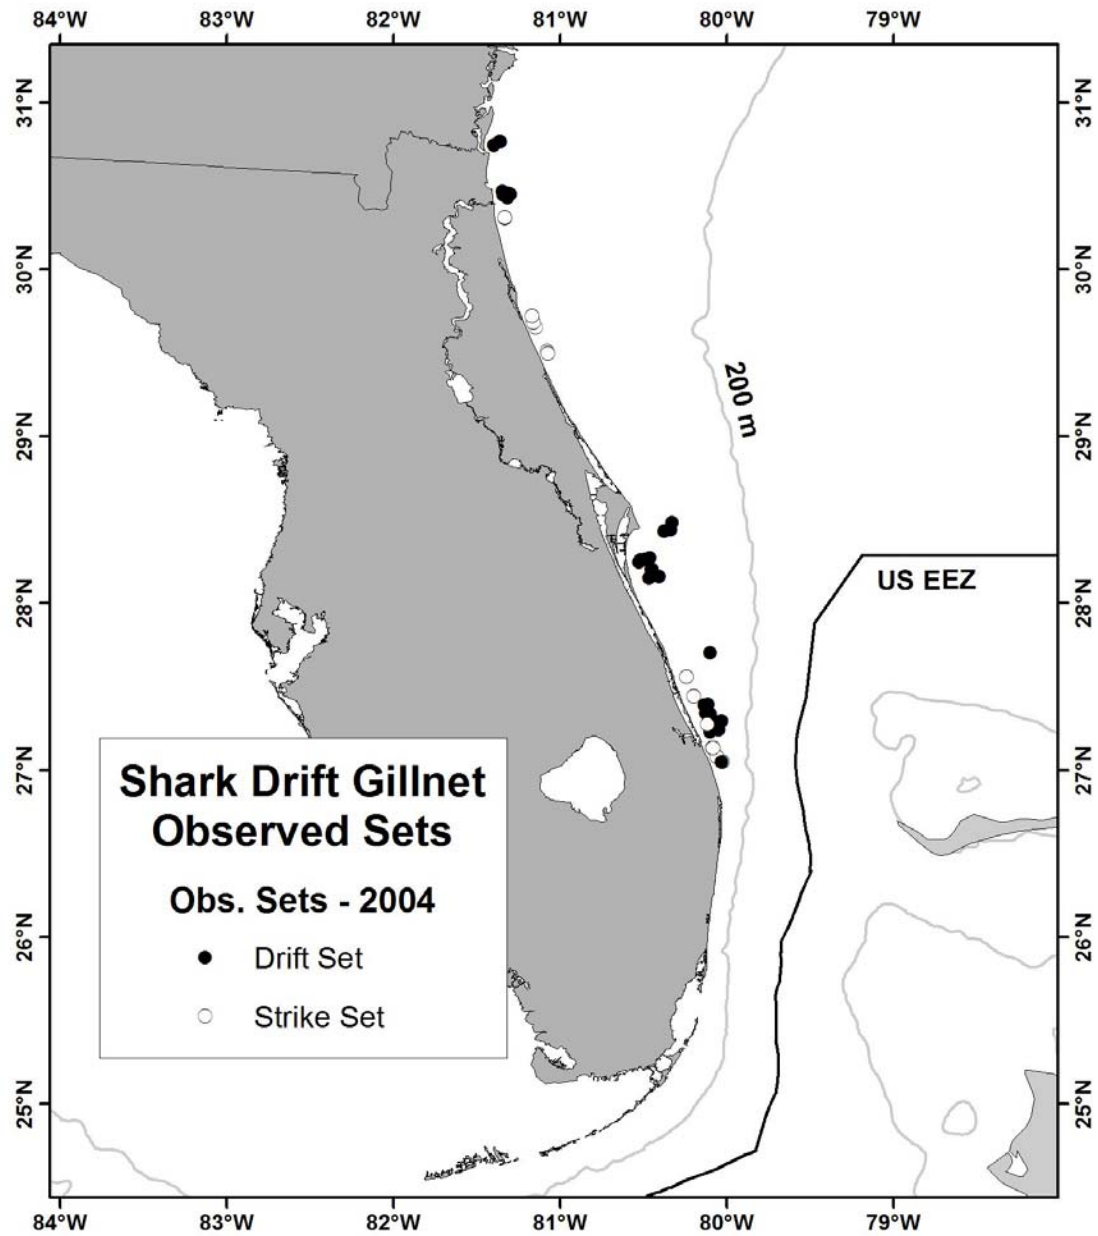 84°W 83°W 82°W 81°W 80°W 79°W
31°N 31°N
30°N 30°N
200 m
29°N 29°N
US EEZ
28°N 28°N
27°N 27°N
Shark Drift Gillnet
Observed Sets
Obs. Sets - 2004
26°N 26°N
Drift Set
Strike Set
25°N 25°N
84°W 83°W 82°W 81°W 80°W 79°W